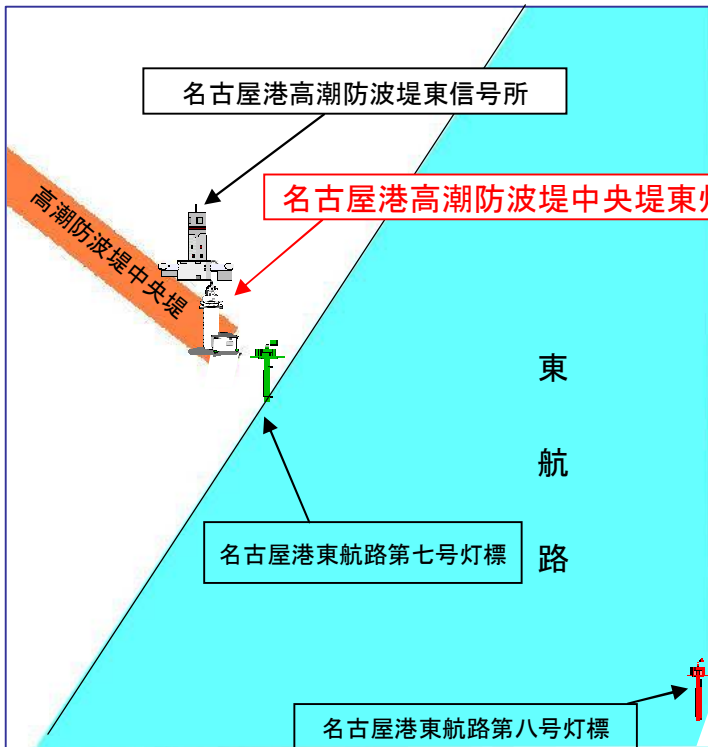 名古屋港高潮防波堤東信号所
名古屋港高潮防波堤中央堤東
高潮防波堤中央堤
東
航
路
名古屋港東航路第七号灯標
名古屋港東航路第八号灯標